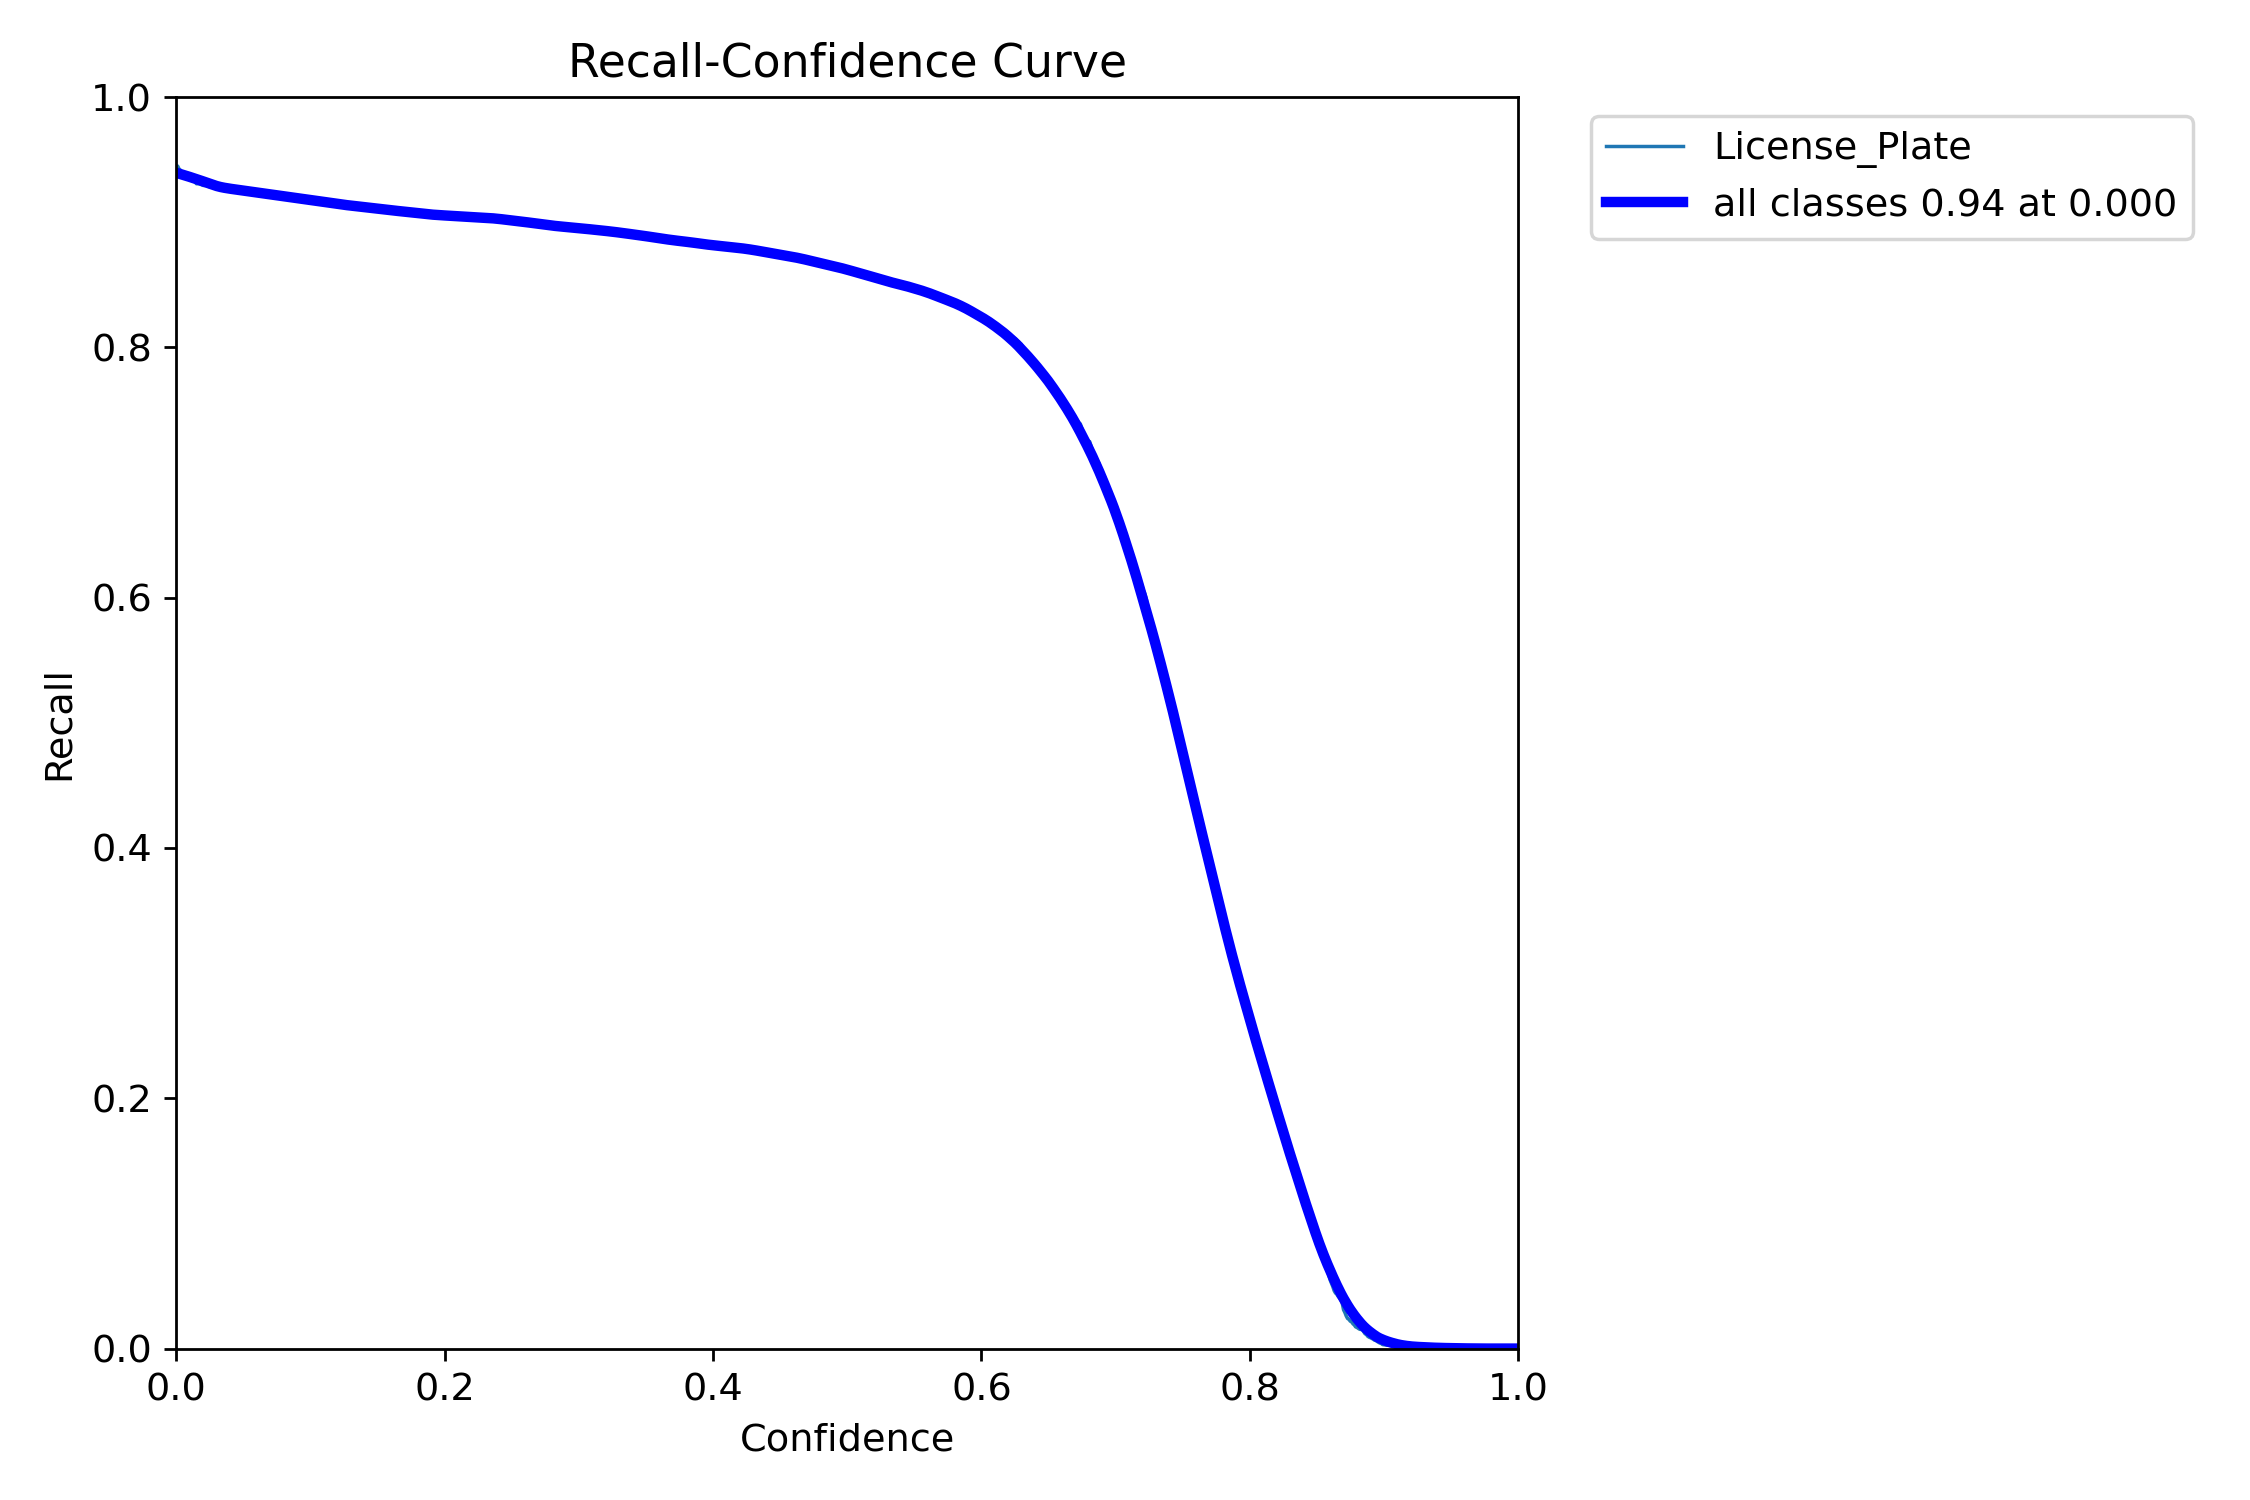 Recall-Confidence Curve
1.0
0.8
0.6
0.4
0.2
0.0
Recall
0.0 0.2 0.4 0.6 0.8 1.0
Confidence
License_Plate
all classes 0.94 at 0.000